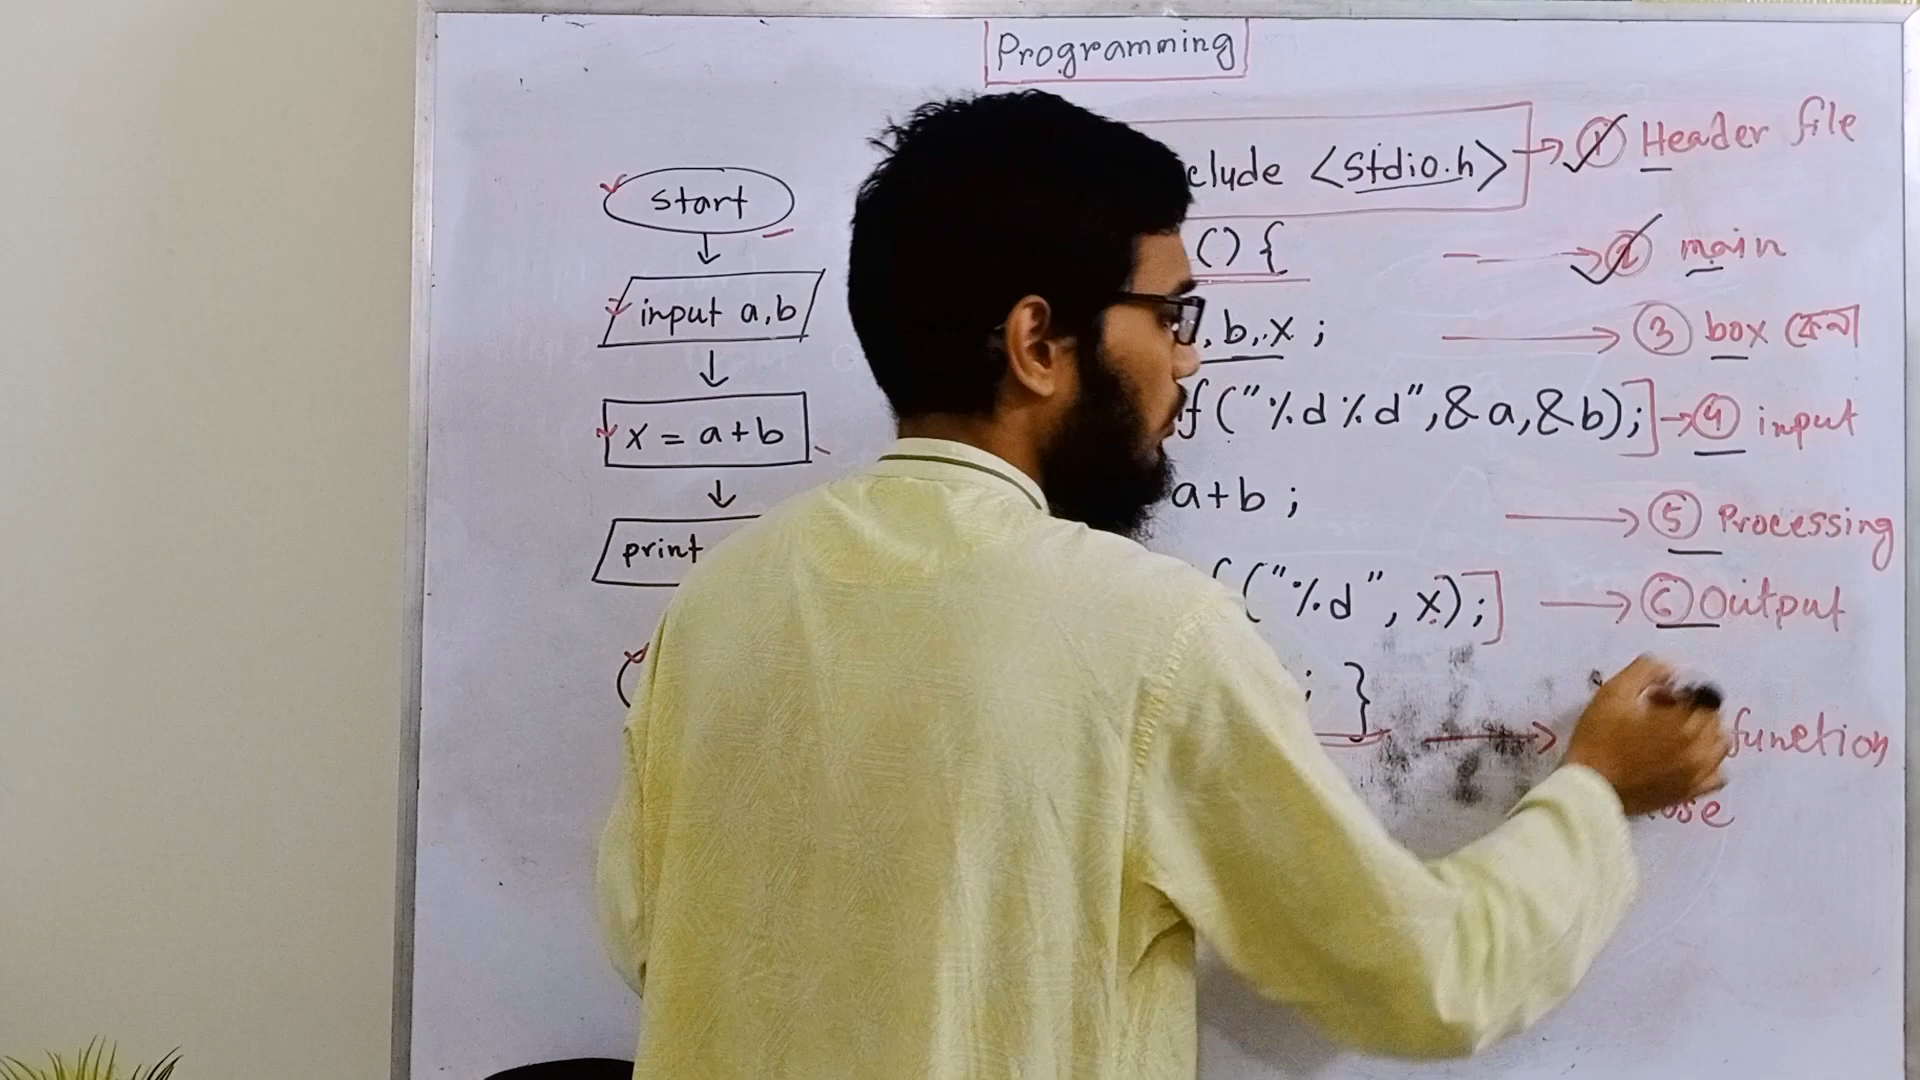 Programming
start
input a,b
x = a+b
print
clude <stdio.h> → ① Header file
() { → ② main
, b, x ; → ③ box কেনা
f("%d %d", &a, &b); → ④ input
a+b ; → ⑤ Processing
("%d", x); → ⑥ Output
; } → function
ose